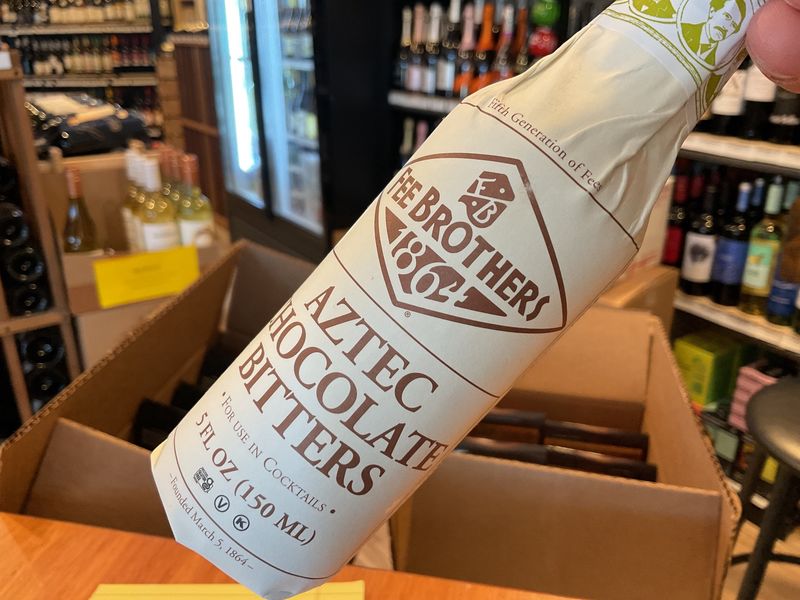 Fifth Generation of Fees
FB
FEE BROTHERS
1864
®
AZTEC
CHOCOLATE
BITTERS
• FOR USE IN COCKTAILS •
5 FL OZ (150 ML)
V K
~Founded March 5, 1864~